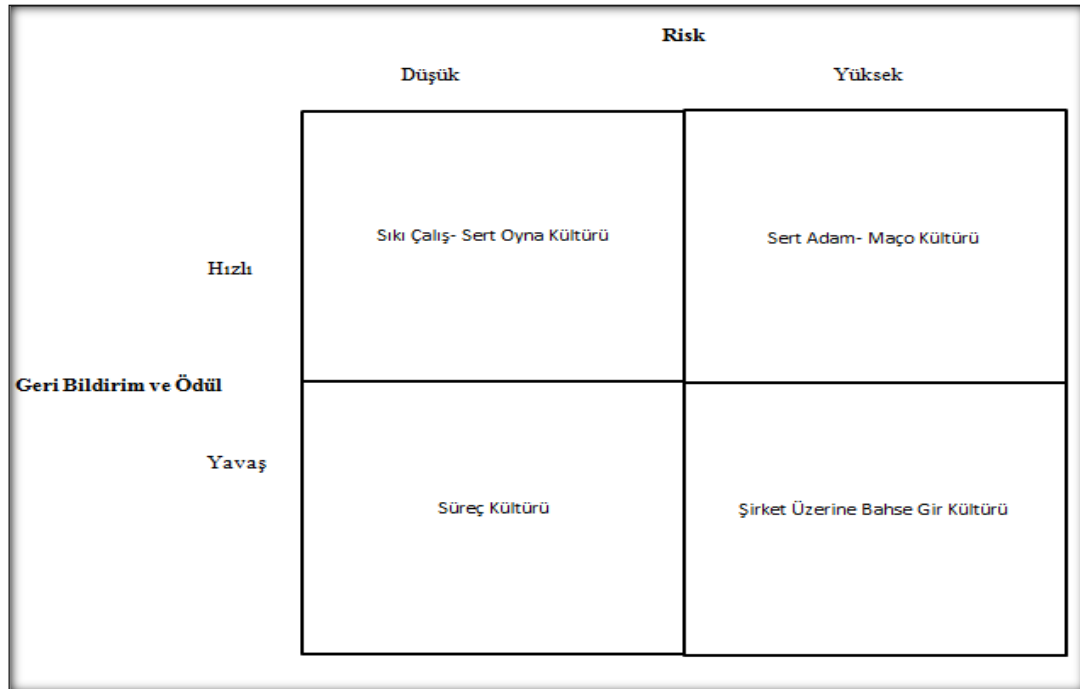 Risk
Düşük Yüksek
Sıkı Çalış- Sert Oyna Kültürü Sert Adam- Maço Kültürü
Hızlı
Geri Bildirim ve Ödül
Yavaş
Süreç Kültürü Şirket Üzerine Bahse Gir Kültürü